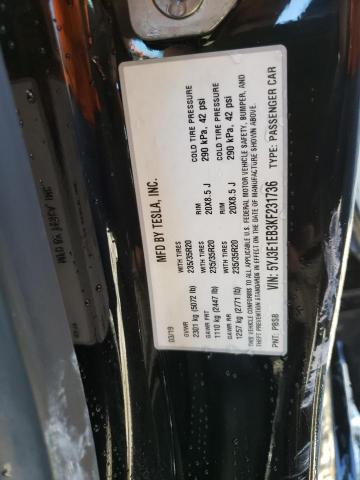 MFD BY TESLA, INC.
03/19 WITH TIRES RIM COLD TIRE PRESSURE
2301 kg (5072 lb) 235/35R20 20X8.5 J 290 kPa, 42 psi
GAWR FRT WITH TIRES RIM COLD TIRE PRESSURE
1110 kg (2447 lb) 235/35R20 20X8.5 J 290 kPa, 42 psi
GAWR RR WITH TIRES
1257 kg (2771 lb) 235/35R20
THIS VEHICLE CONFORMS TO ALL APPLICABLE U.S. FEDERAL MOTOR VEHICLE SAFETY, BUMPER, AND
THEFT PREVENTION STANDARDS IN EFFECT ON THE DATE OF MANUFACTURE SHOWN ABOVE.
VIN: 5YJ3E1EB3KF231736 TYPE: PASSENGER CAR
PNT: PBSB